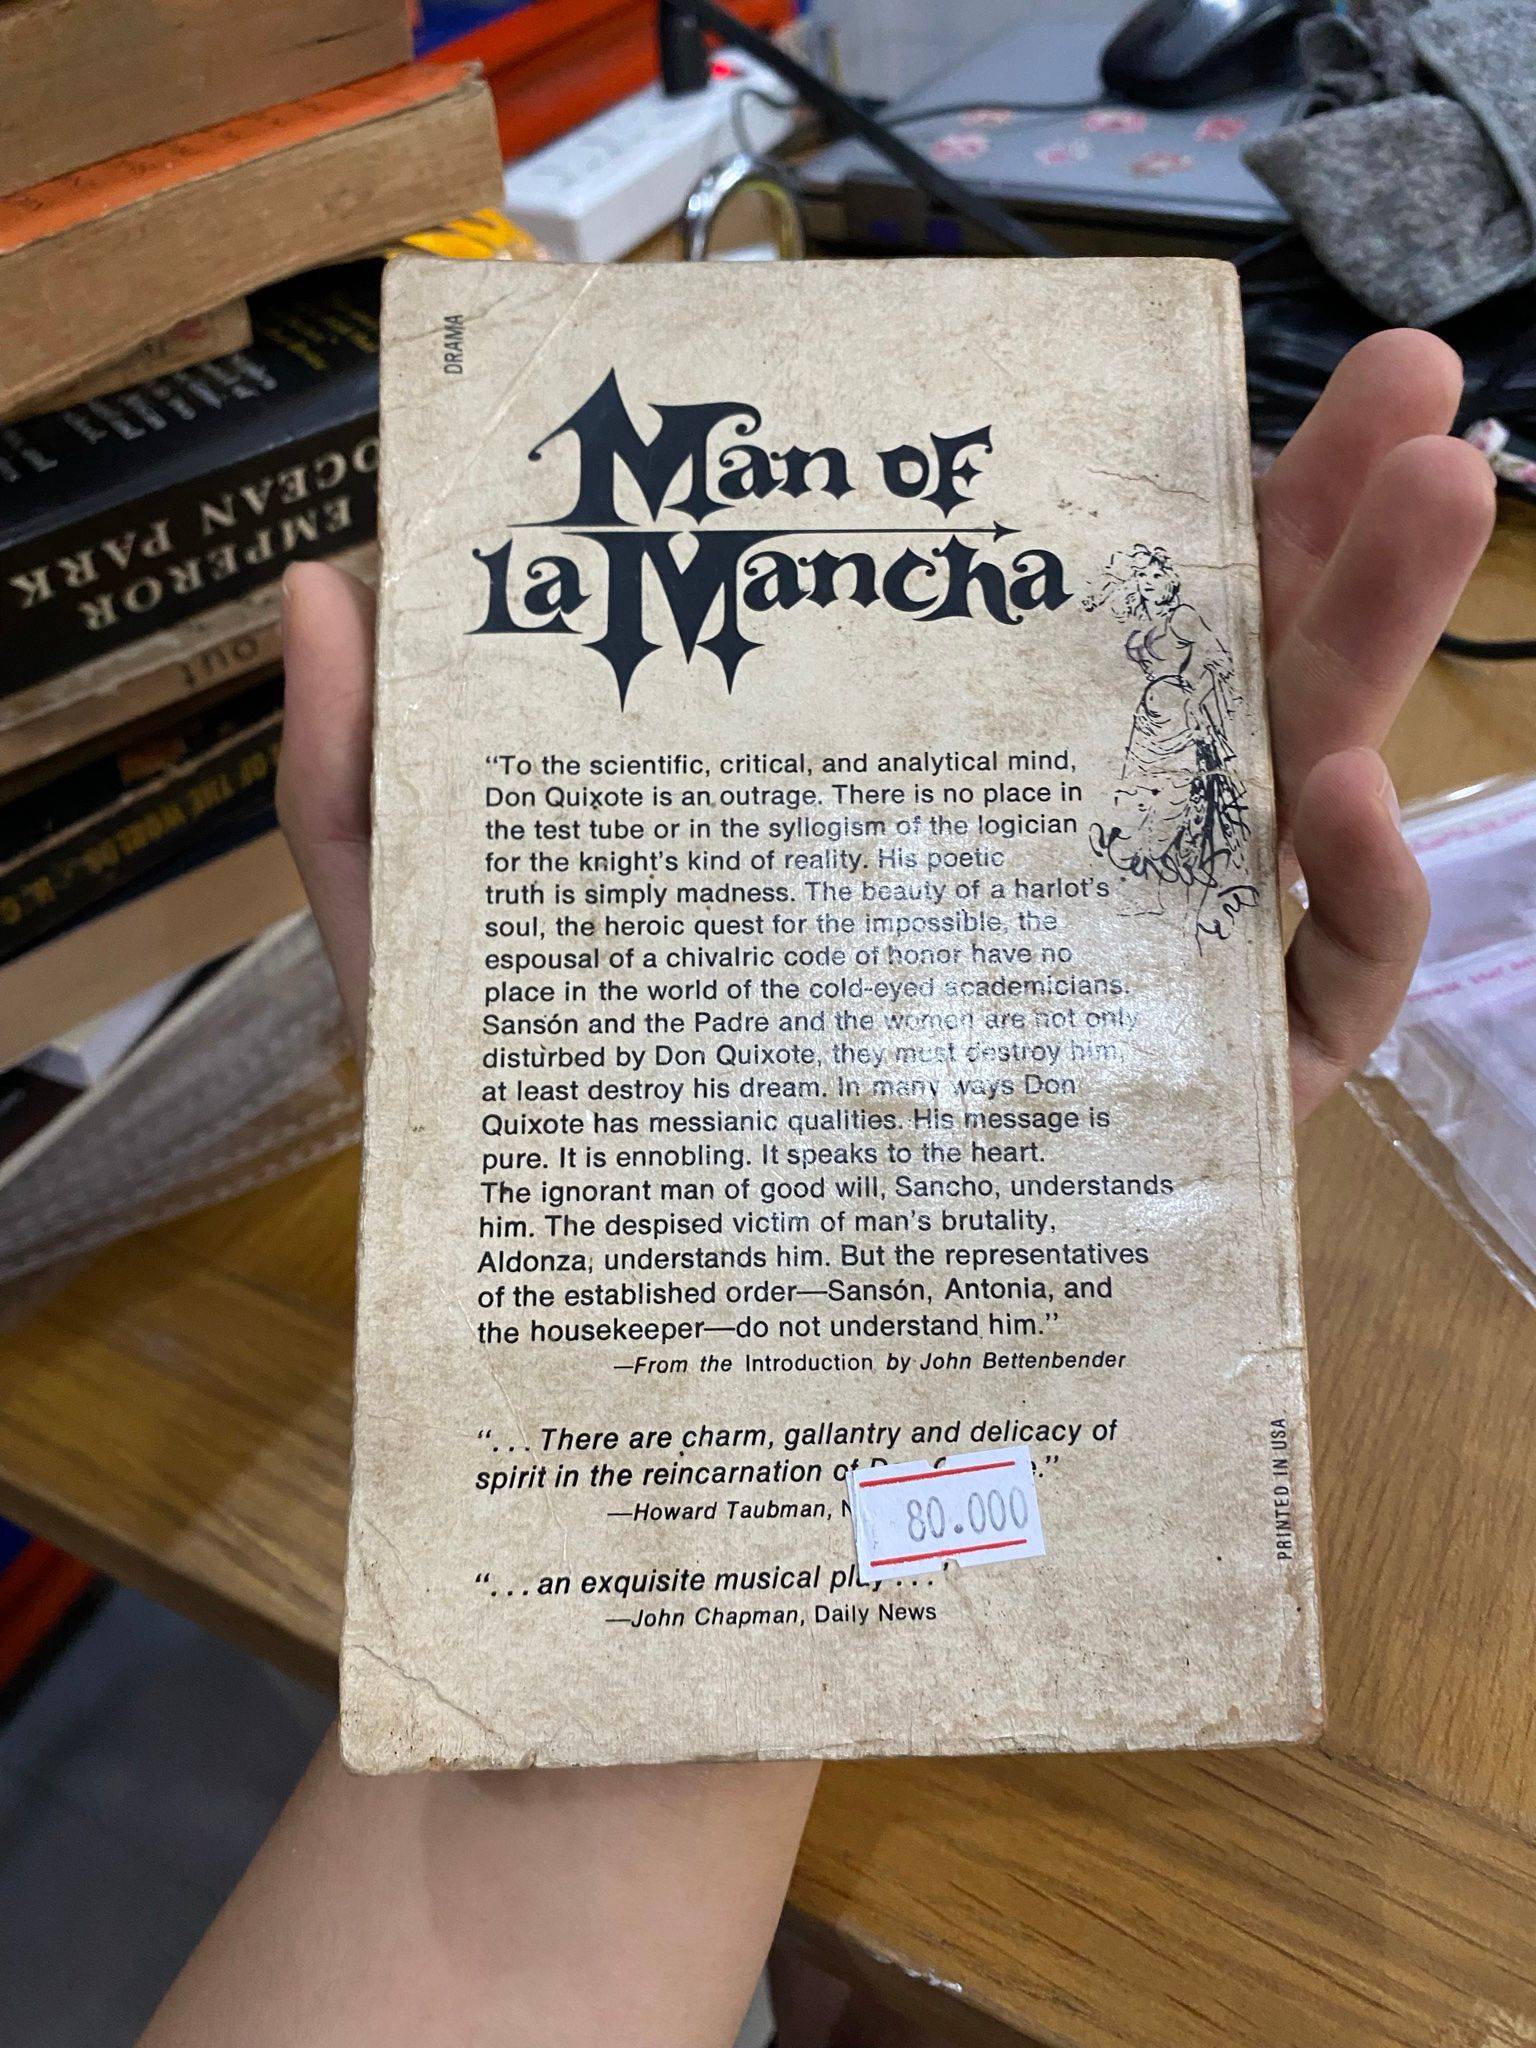 DRAMA
Man of
la Mancha
“To the scientific, critical, and analytical mind,
Don Quixote is an outrage. There is no place in
the test tube or in the syllogism of the logician
for the knight's kind of reality. His poetic
truth is simply madness. The beauty of a harlot's
soul, the heroic quest for the impossible, the
espousal of a chivalric code of honor have no
place in the world of the cold-eyed academicians.
Sansón and the Padre and the women are not only
disturbed by Don Quixote, they must destroy him,
at least destroy his dream. In many ways Don
Quixote has messianic qualities. His message is
pure. It is ennobling. It speaks to the heart.
The ignorant man of good will, Sancho, understands
him. The despised victim of man's brutality,
Aldonza, understands him. But the representatives
of the established order—Sansón, Antonia, and
the housekeeper—do not understand him.”
—From the Introduction by John Bettenbender
“... There are charm, gallantry and delicacy of
spirit in the reincarnation of
—Howard Taubman,
80.000
“... an exquisite musical play ...”
—John Chapman, Daily News
PRINTED IN USA
EMPEROR
OCEAN PARK
OUT
OF THE WORLDS